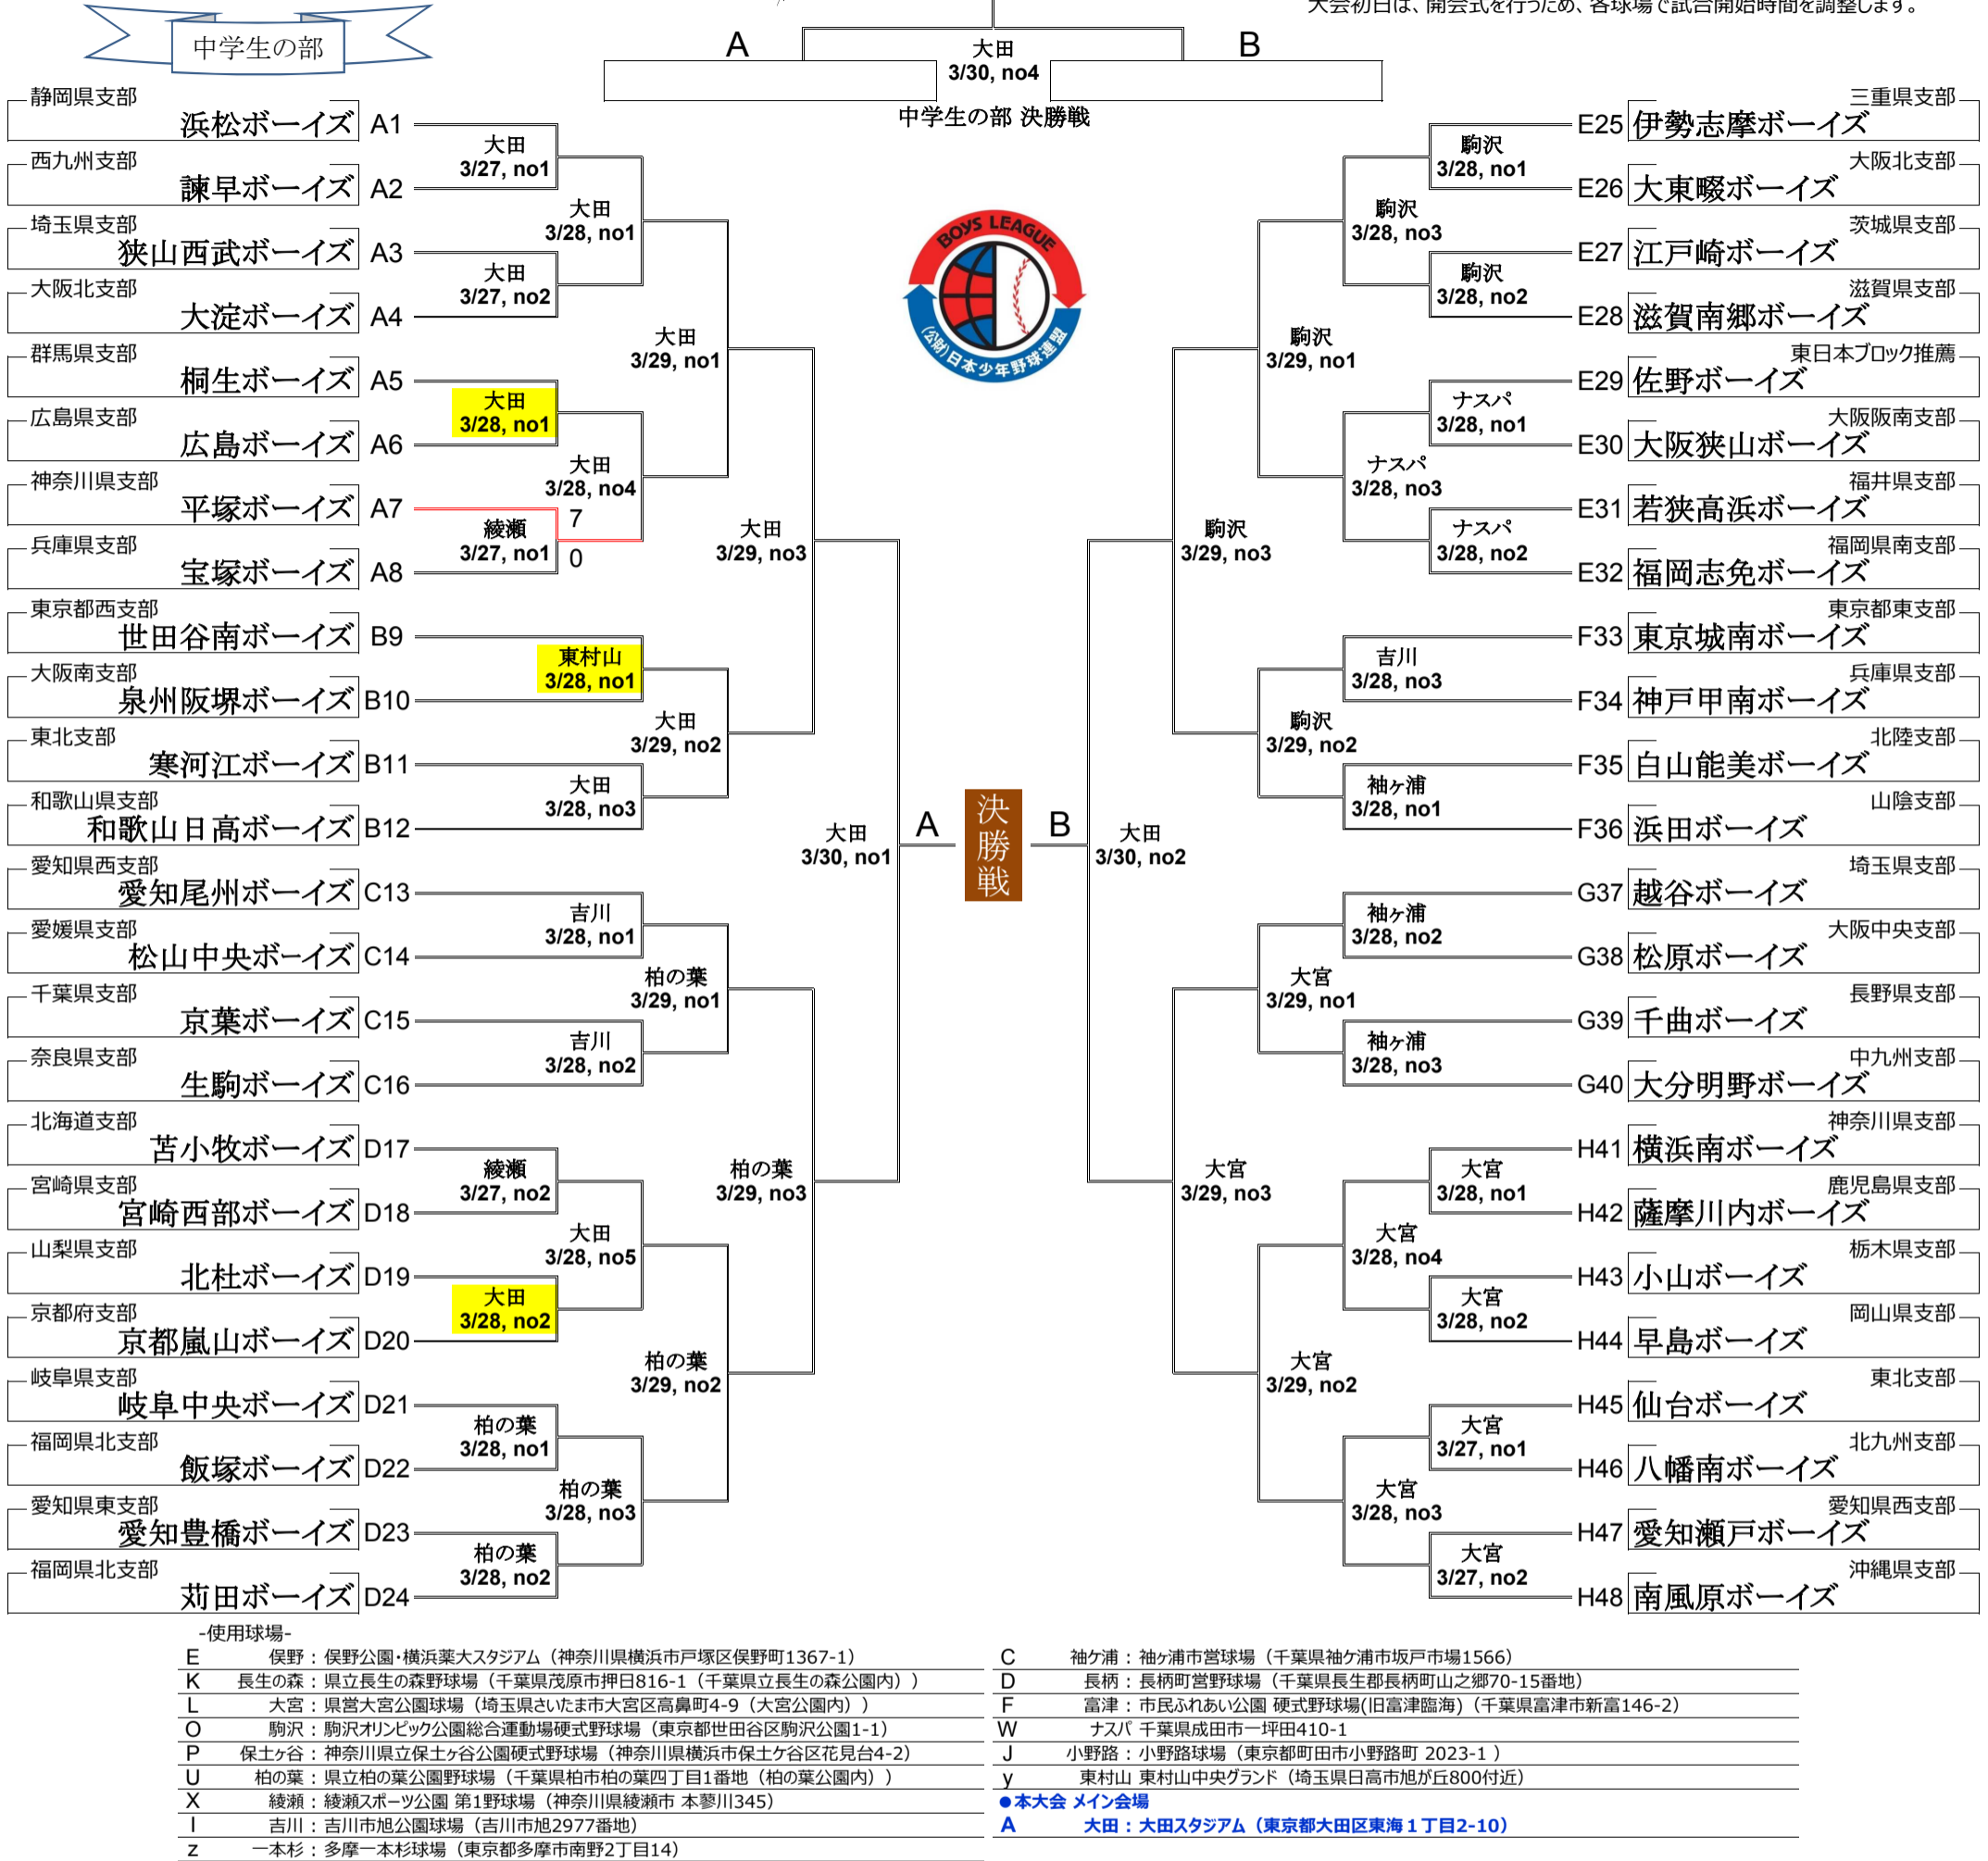 大会初日は、開会式を行うため、各球場で試合開始時間を調整します。
中学生の部
A
大田
3/30, no4
B
中学生の部 決勝戦
BOYS LEAGUE
(公財)日本少年野球連盟
静岡県支部
浜松ボーイズ A1
大田
3/27, no1
西九州支部
諫早ボーイズ A2
大田
3/28, no1
埼玉県支部
狭山西武ボーイズ A3
大田
3/27, no2
大阪北支部
大淀ボーイズ A4
大田
3/29, no1
群馬県支部
桐生ボーイズ A5
大田
3/28, no1
広島県支部
広島ボーイズ A6
大田
3/28, no4
神奈川県支部
平塚ボーイズ A7
綾瀬
3/27, no1
7
0
兵庫県支部
宝塚ボーイズ A8
大田
3/29, no3
東京都西支部
世田谷南ボーイズ B9
東村山
3/28, no1
大阪南支部
泉州阪堺ボーイズ B10
大田
3/29, no2
東北支部
寒河江ボーイズ B11
大田
3/28, no3
和歌山県支部
和歌山日高ボーイズ B12
大田
3/30, no1
愛知県西支部
愛知尾州ボーイズ C13
吉川
3/28, no1
愛媛県支部
松山中央ボーイズ C14
柏の葉
3/29, no1
千葉県支部
京葉ボーイズ C15
吉川
3/28, no2
奈良県支部
生駒ボーイズ C16
北海道支部
苫小牧ボーイズ D17
綾瀬
3/27, no2
柏の葉
3/29, no3
宮崎県支部
宮崎西部ボーイズ D18
大田
3/28, no5
山梨県支部
北杜ボーイズ D19
大田
3/28, no2
京都府支部
京都嵐山ボーイズ D20
柏の葉
3/29, no2
岐阜県支部
岐阜中央ボーイズ D21
柏の葉
3/28, no1
福岡県北支部
飯塚ボーイズ D22
柏の葉
3/28, no3
愛知県東支部
愛知豊橋ボーイズ D23
柏の葉
3/28, no2
福岡県北支部
苅田ボーイズ D24
A
決勝戦
B
三重県支部
E25 伊勢志摩ボーイズ
駒沢
3/28, no1
大阪北支部
E26 大東畷ボーイズ
駒沢
3/28, no3
茨城県支部
E27 江戸崎ボーイズ
駒沢
3/28, no2
滋賀県支部
E28 滋賀南郷ボーイズ
駒沢
3/29, no1
東日本ブロック推薦
E29 佐野ボーイズ
ナスパ
3/28, no1
大阪阪南支部
E30 大阪狭山ボーイズ
ナスパ
3/28, no3
福井県支部
E31 若狭高浜ボーイズ
ナスパ
3/28, no2
福岡県南支部
E32 福岡志免ボーイズ
駒沢
3/29, no3
東京都東支部
F33 東京城南ボーイズ
吉川
3/28, no3
兵庫県支部
F34 神戸甲南ボーイズ
駒沢
3/29, no2
北陸支部
F35 白山能美ボーイズ
袖ヶ浦
3/28, no1
山陰支部
F36 浜田ボーイズ
大田
3/30, no2
埼玉県支部
G37 越谷ボーイズ
袖ヶ浦
3/28, no2
大阪中央支部
G38 松原ボーイズ
大宮
3/29, no1
長野県支部
G39 千曲ボーイズ
袖ヶ浦
3/28, no3
中九州支部
G40 大分明野ボーイズ
神奈川県支部
H41 横浜南ボーイズ
大宮
3/28, no1
大宮
3/29, no3
鹿児島県支部
H42 薩摩川内ボーイズ
大宮
3/28, no4
栃木県支部
H43 小山ボーイズ
大宮
3/28, no2
岡山県支部
H44 早島ボーイズ
大宮
3/29, no2
東北支部
H45 仙台ボーイズ
大宮
3/27, no1
北九州支部
H46 八幡南ボーイズ
大宮
3/28, no3
愛知県西支部
H47 愛知瀬戸ボーイズ
大宮
3/27, no2
沖縄県支部
H48 南風原ボーイズ
-使用球場-
E 俣野：俣野公園・横浜薬大スタジアム（神奈川県横浜市戸塚区俣野町1367-1）
K 長生の森：県立長生の森野球場（千葉県茂原市押日816-1（千葉県立長生の森公園内））
L 大宮：県営大宮公園球場（埼玉県さいたま市大宮区高鼻町4-9（大宮公園内））
O 駒沢：駒沢オリンピック公園総合運動場硬式野球場（東京都世田谷区駒沢公園1-1）
P 保土ヶ谷：神奈川県立保土ヶ谷公園硬式野球場（神奈川県横浜市保土ケ谷区花見台4-2）
U 柏の葉：県立柏の葉公園野球場（千葉県柏市柏の葉四丁目1番地（柏の葉公園内））
X 綾瀬：綾瀬スポーツ公園 第1野球場（神奈川県綾瀬市 本蓼川345）
I 吉川：吉川市旭公園球場（吉川市旭2977番地）
z 一本杉：多摩一本杉球場（東京都多摩市南野2丁目14）
C 袖ケ浦：袖ヶ浦市営球場（千葉県袖ケ浦市坂戸市場1566）
D 長柄：長柄町営野球場（千葉県長生郡長柄町山之郷70-15番地）
F 富津：市民ふれあい公園 硬式野球場(旧富津臨海)（千葉県富津市新富146-2）
W ナスパ 千葉県成田市一坪田410-1
J 小野路：小野路球場（東京都町田市小野路町 2023-1 ）
y 東村山 東村山中央グランド（埼玉県日高市旭が丘800付近）
●本大会 メイン会場
A 大田：大田スタジアム（東京都大田区東海１丁目2-10）